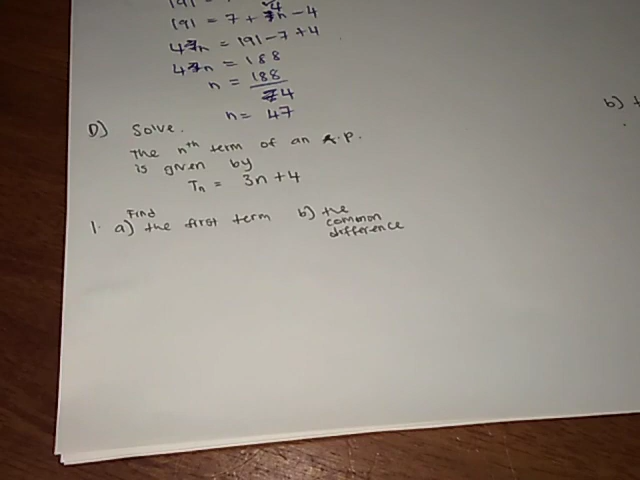 191 = 7 + 4n - 4
4n = 191 - 7 + 4
4n = 188
n = 188
4
n = 47
D) Solve.
The nth term of an A.P.
is given by
Tn = 3n + 4
Find
1. a) the first term b) the
common
difference
b)